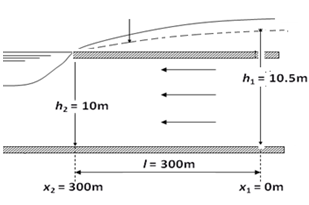 h₁ = 10.5m
h₂ = 10m
l = 300m
x₂ = 300m
x₁ = 0m